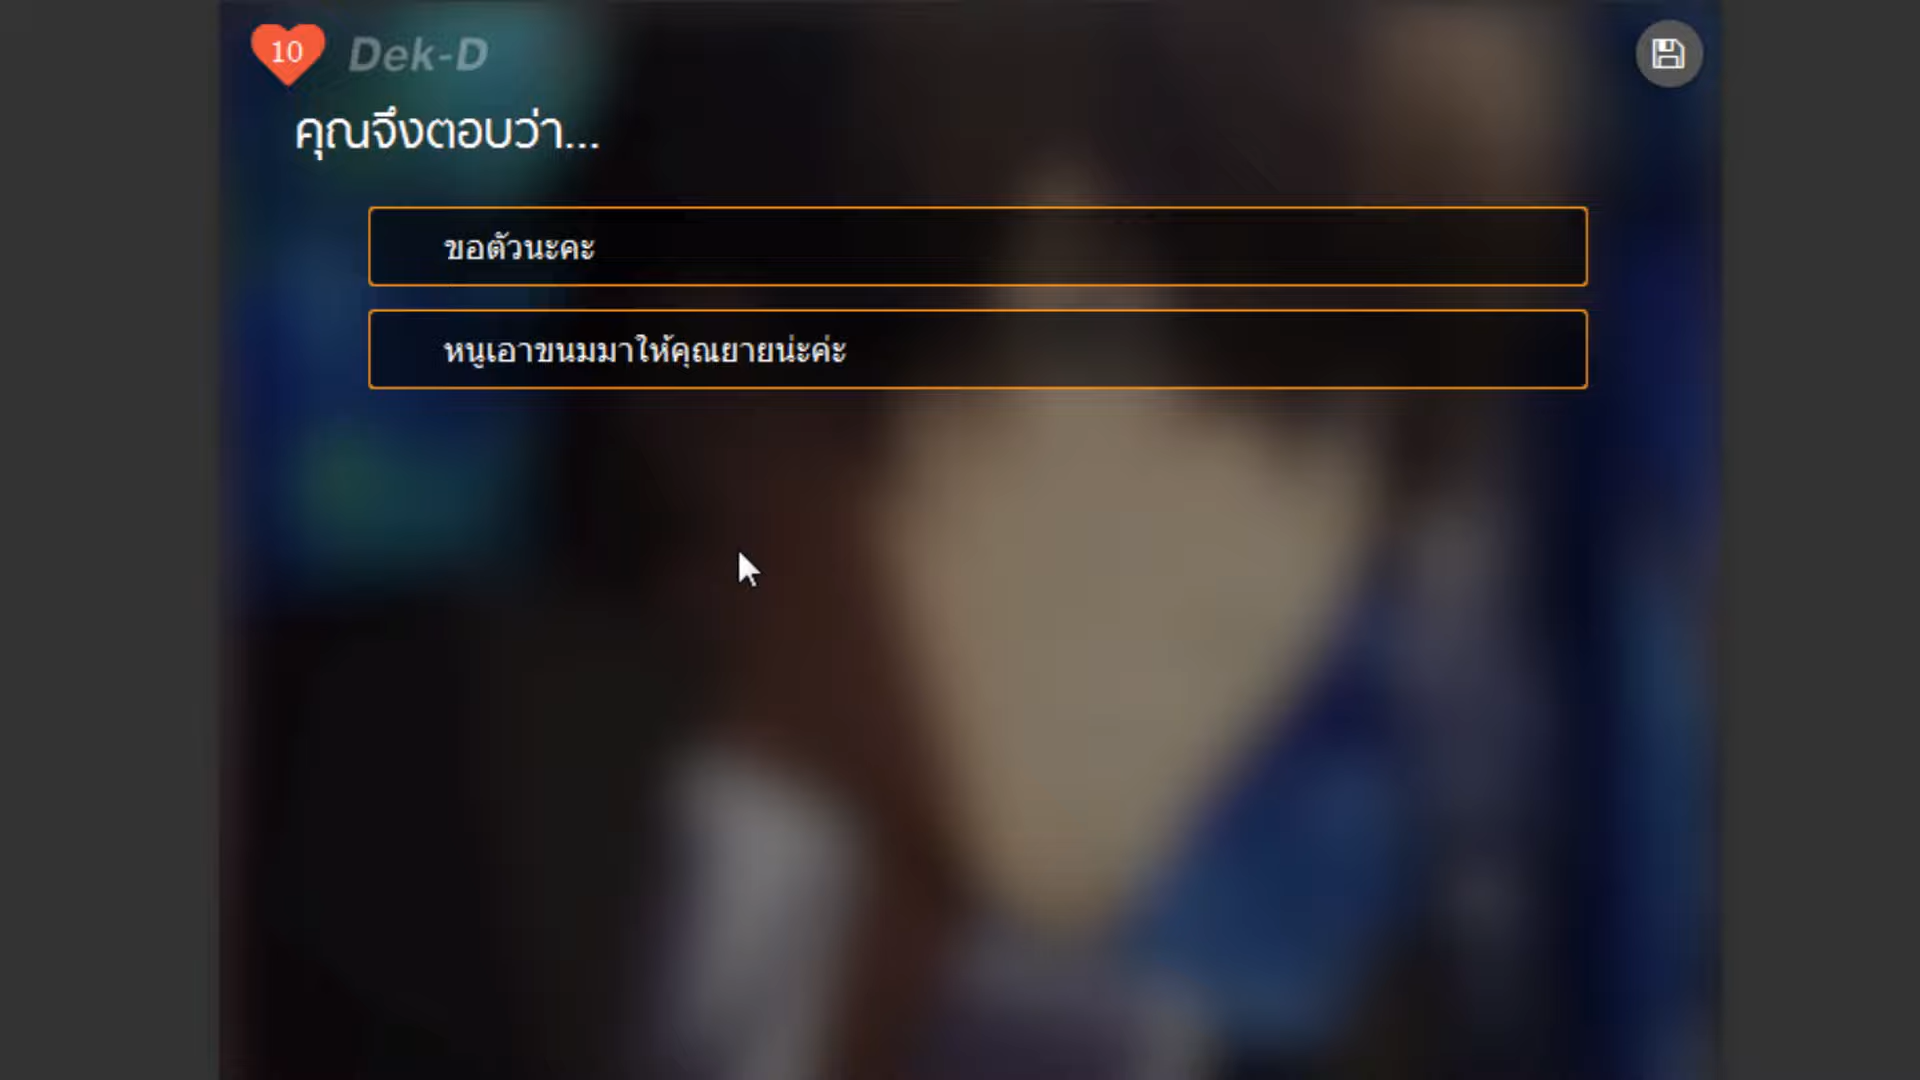 10 Dek-D
คุณจึงตอบว่า...
ขอตัวนะคะ
หนูเอาขนมมาให้คุณยายน่ะค่ะ